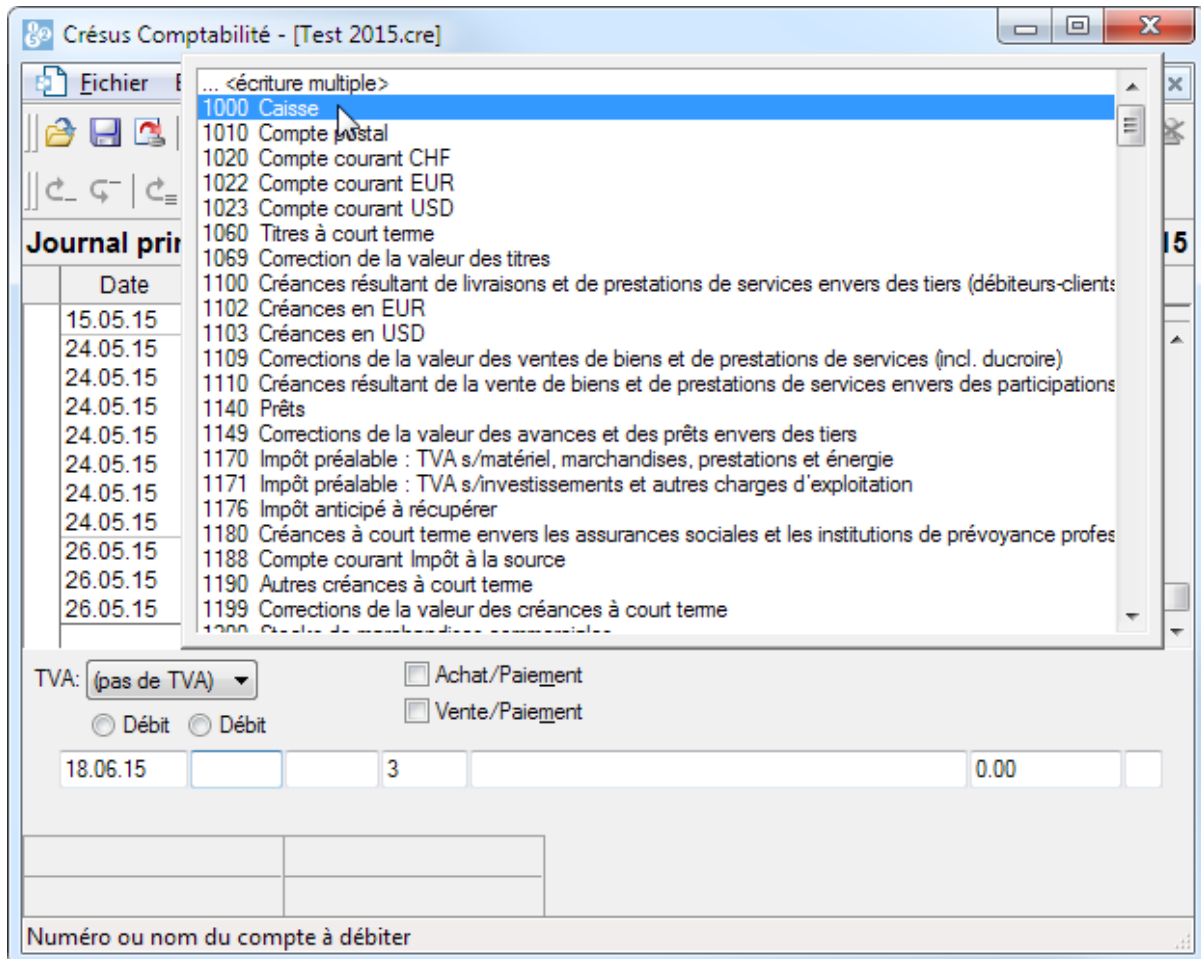 Crésus Comptabilité - [Test 2015.cre]
Fichier
... <écriture multiple>
1000 Caisse
1010 Compte postal
1020 Compte courant CHF
1022 Compte courant EUR
1023 Compte courant USD
1060 Titres à court terme
1069 Correction de la valeur des titres
1100 Créances résultant de livraisons et de prestations de services envers des tiers (débiteurs-clients
1102 Créances en EUR
1103 Créances en USD
1109 Corrections de la valeur des ventes de biens et de prestations de services (incl. ducroire)
1110 Créances résultant de la vente de biens et de prestations de services envers des participations
1140 Prêts
1149 Corrections de la valeur des avances et des prêts envers des tiers
1170 Impôt préalable : TVA s/matériel, marchandises, prestations et énergie
1171 Impôt préalable : TVA s/investissements et autres charges d'exploitation
1176 Impôt anticipé à récupérer
1180 Créances à court terme envers les assurances sociales et les institutions de prévoyance profes
1188 Compte courant Impôt à la source
1190 Autres créances à court terme
1199 Corrections de la valeur des créances à court terme
1200 Stocks de marchandises commerciales
Journal prin 15
Date
15.05.15
24.05.15
24.05.15
24.05.15
24.05.15
24.05.15
24.05.15
24.05.15
26.05.15
26.05.15
26.05.15
TVA: (pas de TVA) Achat/Paiement
Débit Débit Vente/Paiement
18.06.15 3 0.00
Numéro ou nom du compte à débiter